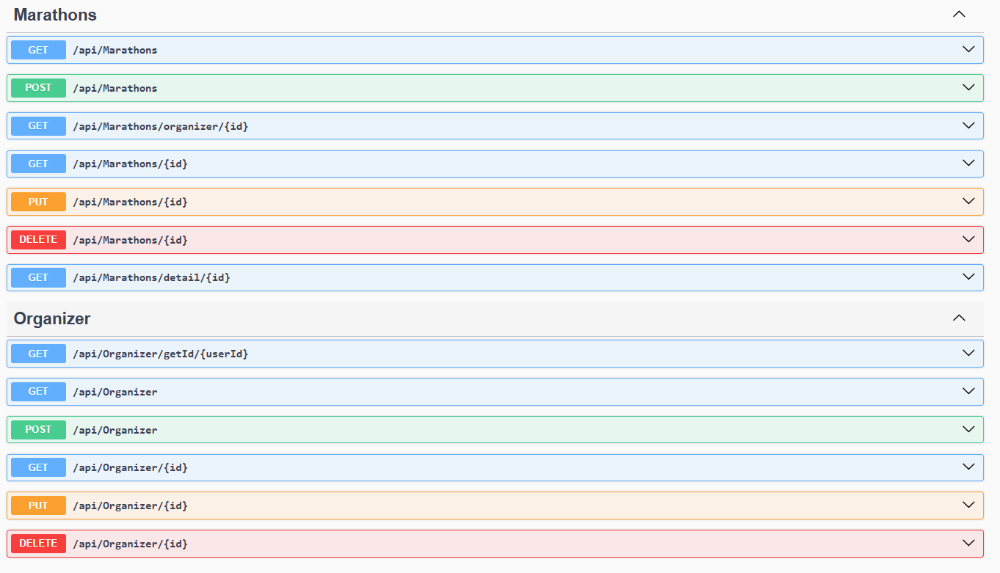 Marathons
GET /api/Marathons
POST /api/Marathons
GET /api/Marathons/organizer/{id}
GET /api/Marathons/{id}
PUT /api/Marathons/{id}
DELETE /api/Marathons/{id}
GET /api/Marathons/detail/{id}
Organizer
GET /api/Organizer/getId/{userId}
GET /api/Organizer
POST /api/Organizer
GET /api/Organizer/{id}
PUT /api/Organizer/{id}
DELETE /api/Organizer/{id}